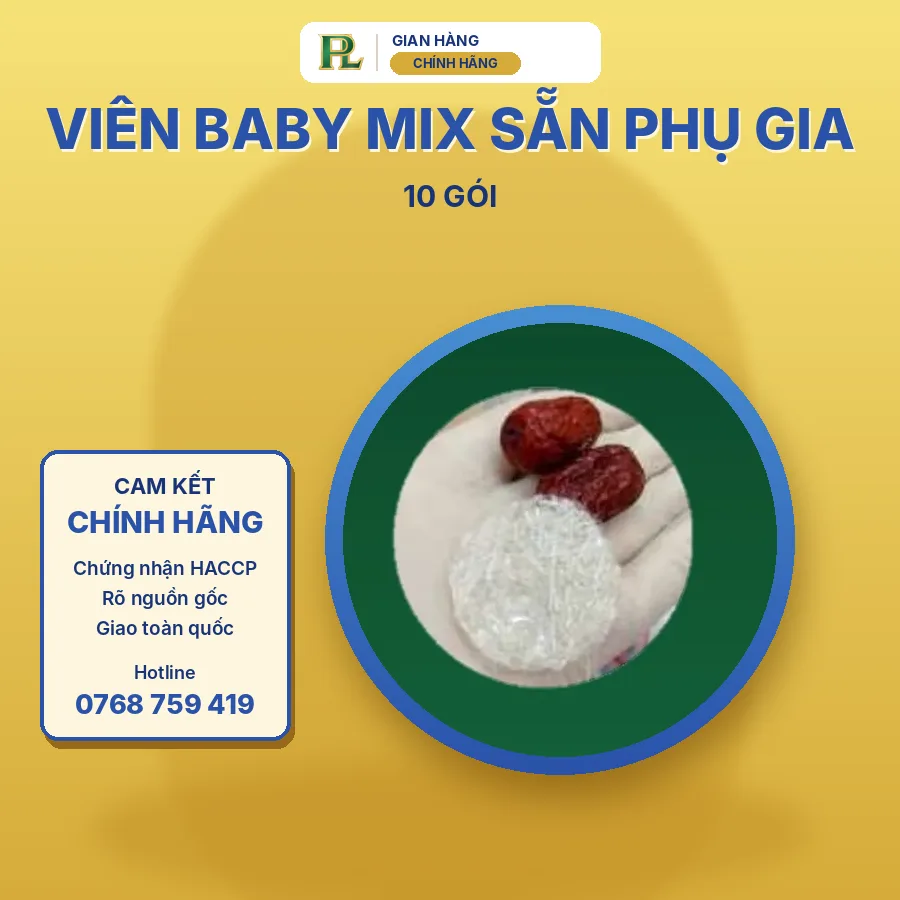 PL
GIAN HÀNG
CHÍNH HÃNG
VIÊN BABY MIX SẴN PHỤ GIA
10 GÓI
CAM KẾT
CHÍNH HÃNG
Chứng nhận HACCP
Rõ nguồn gốc
Giao toàn quốc
Hotline
0768 759 419